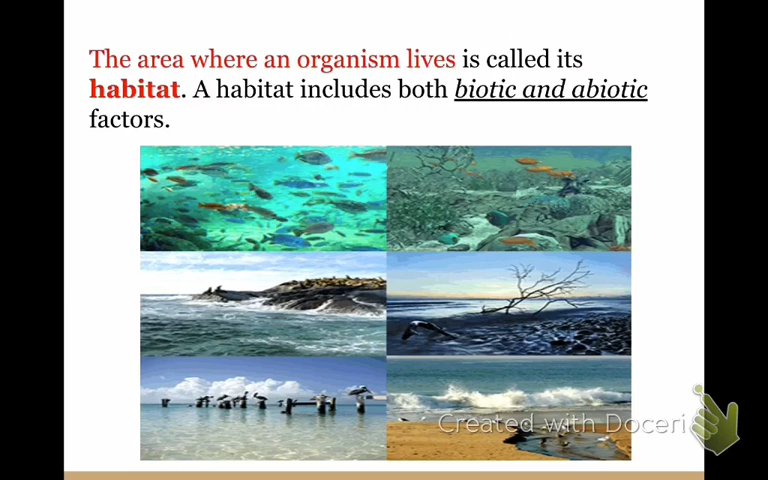 The area where an organism lives is called its
habitat. A habitat includes both biotic and abiotic
factors.
Created with Doceri